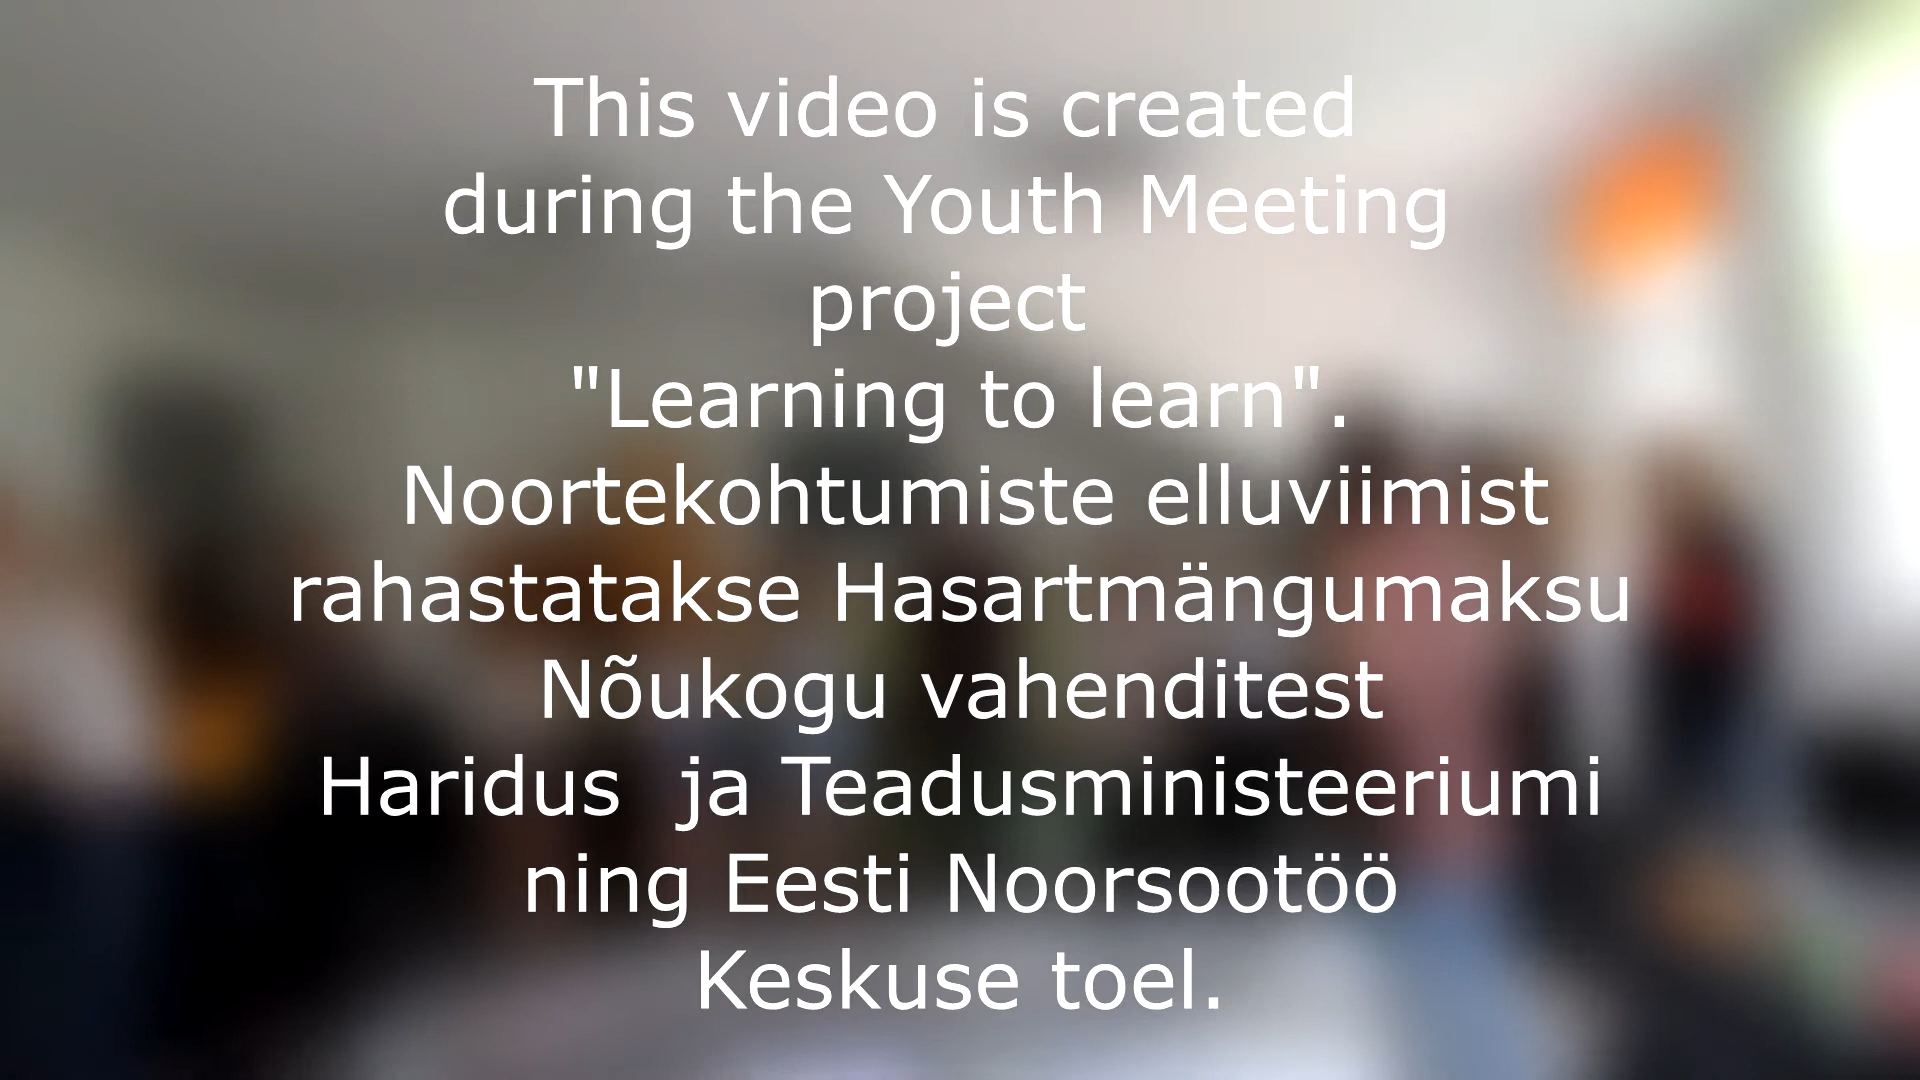 This video is created
during the Youth Meeting
project
"Learning to learn".
Noortekohtumiste elluviimist
rahastatakse Hasartmängumaksu
Nõukogu vahenditest
Haridus  ja Teadusministeeriumi
ning Eesti Noorsootöö
Keskuse toel.